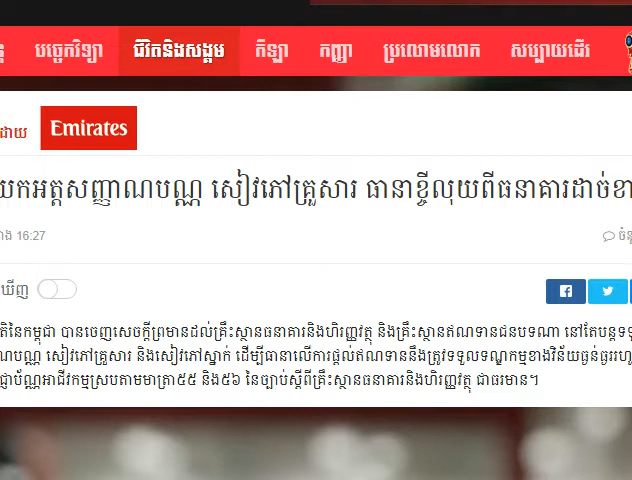 បច្ចេកវិទ្យា ជីវិតនិងសង្គម កីឡា កញ្ញា ប្រលោមលោក សប្បាយដើរ
ដោយ Emirates
យកអត្តសញ្ញាណបណ្ណ សៀវភៅគ្រួសារ ធានាខ្ចីលុយពីធនាគារដាច់ខា
16:27
ឃើញ
តិនៃកម្ពុជា បានចេញសេចក្ដីព្រមានដល់គ្រឹះស្ថានធនាគារនិងហិរញ្ញវត្ថុ និងគ្រឹះស្ថានឥណទានជនបទណា នៅតែបន្តទទួ
ណបណ្ណ សៀវភៅគ្រួសារ និងសៀវភៅស្នាក់ ដើម្បីធានាលើការផ្ដល់ឥណទាននឹងត្រូវទទួលទណ្ឌកម្មខាងវិន័យធ្ងន់ធ្ងររហូ
ជ្ញាប័ណ្ណអាជីវកម្មស្របតាមមាត្រា៥៥ និង៥៦ នៃច្បាប់ស្ដីពីគ្រឹះស្ថានធនាគារនិងហិរញ្ញវត្ថុ ជាធរមាន។